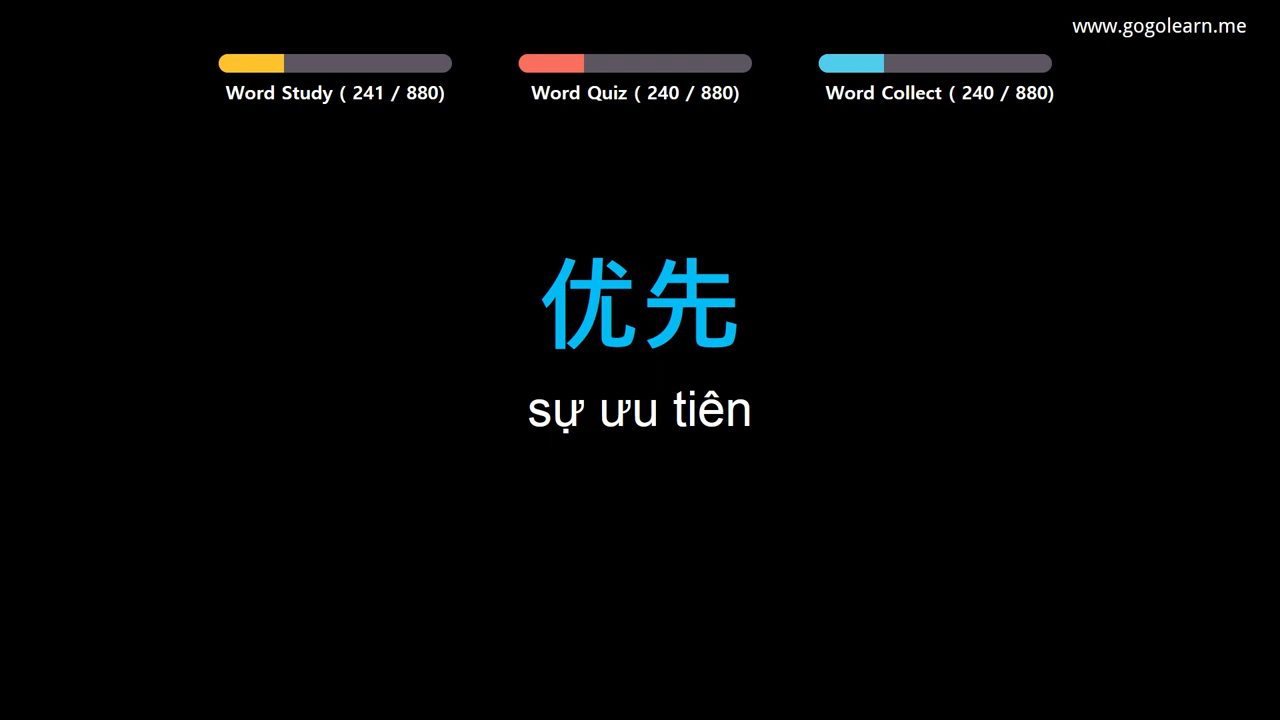 www.gogolearn.me
Word Study ( 241 / 880)
Word Quiz ( 240 / 880)
Word Collect ( 240 / 880)
优先
sự ưu tiên